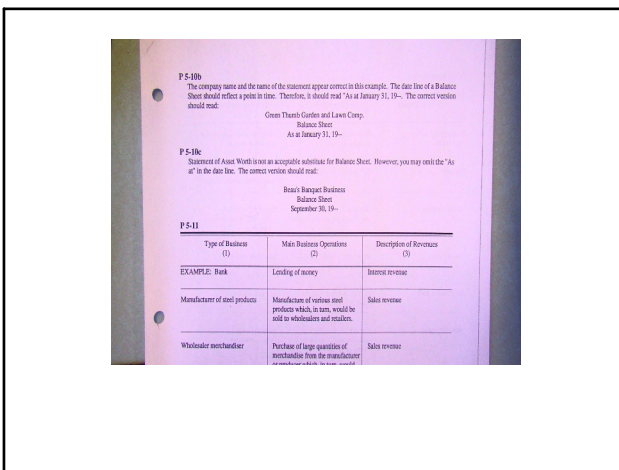 P 5-10b
The company name and the name of the statement appear correct in this example. The date line of a Balance
Sheet should reflect a point in time. Therefore, it should read "As at January 31, 19--. The correct version
should read:
Green Thumb Garden and Lawn Comp.
Balance Sheet
As at January 31, 19--
P 5-10c
Statement of Asset Worth is not an acceptable substitute for Balance Sheet. However, you may omit the "As
at" in the date line. The correct version should read:
Beau's Banquet Business
Balance Sheet
September 30, 19--
P 5-11
Type of Business Main Business Operations Description of Revenues
(1) (2) (3)
EXAMPLE: Bank Lending of money Interest revenue
Manufacturer of steel products Manufacture of various steel Sales revenue
products which, in turn, would be
sold to wholesalers and retailers.
Wholesaler merchandiser Purchase of large quantities of Sales revenue
merchandise from the manufacturer
or producer which, in turn, would